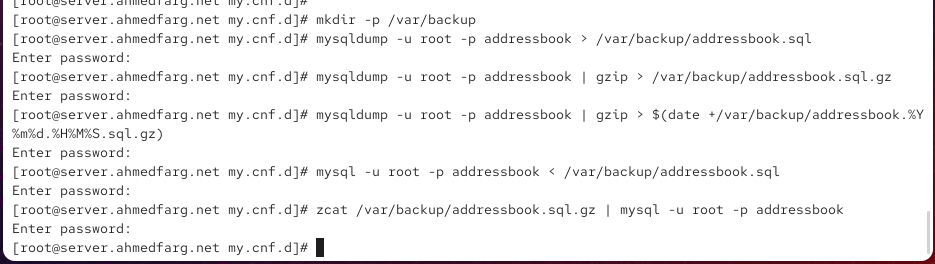 [root@server.ahmedfarg.net my.cnf.d]#
[root@server.ahmedfarg.net my.cnf.d]# mkdir -p /var/backup
[root@server.ahmedfarg.net my.cnf.d]# mysqldump -u root -p addressbook > /var/backup/addressbook.sql
Enter password:
[root@server.ahmedfarg.net my.cnf.d]# mysqldump -u root -p addressbook | gzip > /var/backup/addressbook.sql.gz
Enter password:
[root@server.ahmedfarg.net my.cnf.d]# mysqldump -u root -p addressbook | gzip > $(date +/var/backup/addressbook.%Y
%m%d.%H%M%S.sql.gz)
Enter password:
[root@server.ahmedfarg.net my.cnf.d]# mysql -u root -p addressbook < /var/backup/addressbook.sql
Enter password:
[root@server.ahmedfarg.net my.cnf.d]# zcat /var/backup/addressbook.sql.gz | mysql -u root -p addressbook
Enter password:
[root@server.ahmedfarg.net my.cnf.d]#